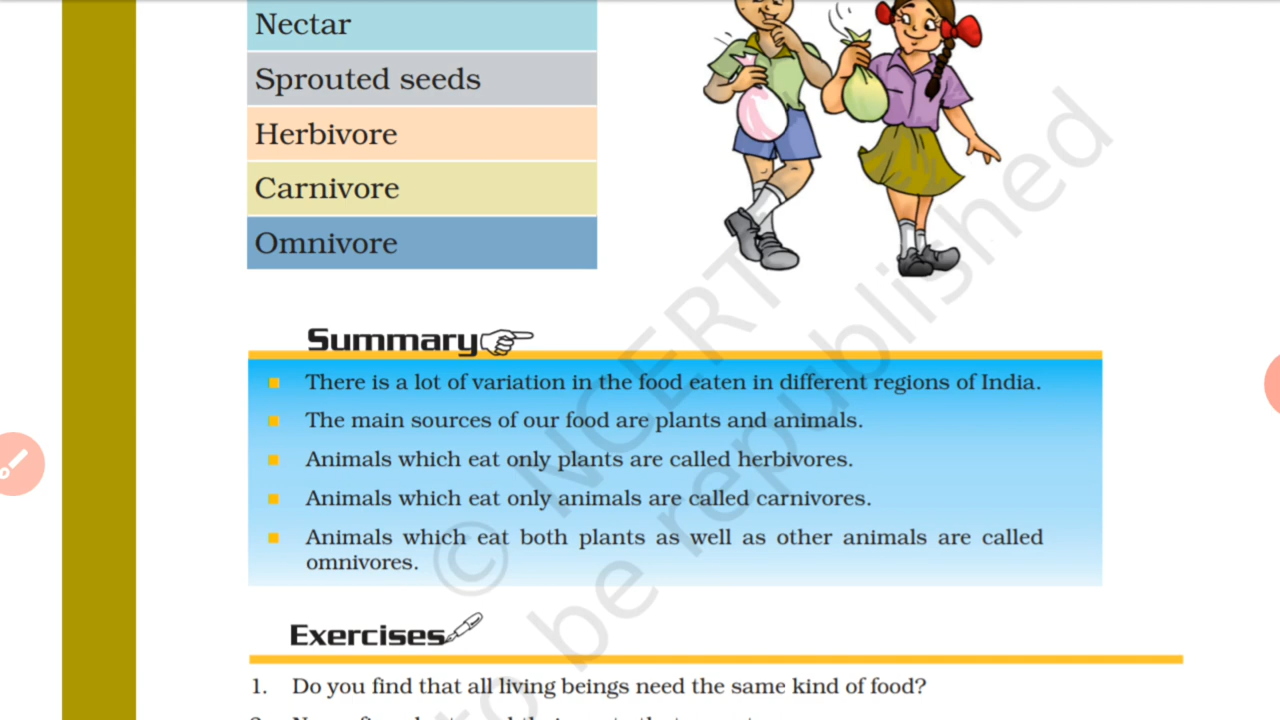 Nectar
Sprouted seeds
Herbivore
Carnivore
Omnivore
Summary
There is a lot of variation in the food eaten in different regions of India.
The main sources of our food are plants and animals.
Animals which eat only plants are called herbivores.
Animals which eat only animals are called carnivores.
Animals which eat both plants as well as other animals are called
omnivores.
Exercises
1. Do you find that all living beings need the same kind of food?
© NCERT
to be republished